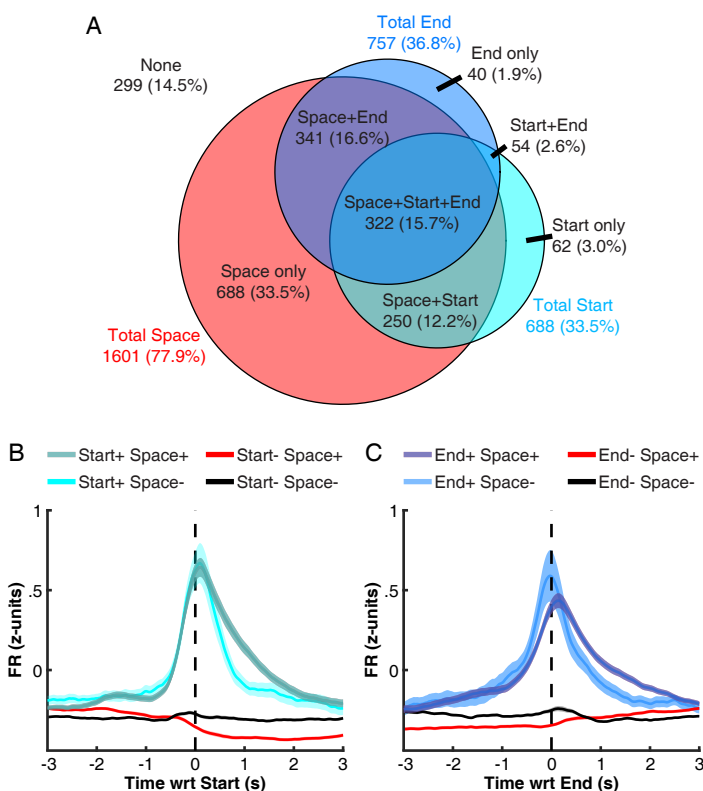 A
Total End
757 (36.8%)
None
299 (14.5%)
End only
40 (1.9%)
Space+End
341 (16.6%)
Start+End
54 (2.6%)
Space+Start+End
322 (15.7%)
Start only
62 (3.0%)
Space only
688 (33.5%)
Space+Start
250 (12.2%)
Total Start
688 (33.5%)
Total Space
1601 (77.9%)
B
Start+ Space+
Start- Space+
Start+ Space-
Start- Space-
1
.5
0
FR (z-units)
-3 -2 -1 0 1 2 3
Time wrt Start (s)
C
End+ Space+
End- Space+
End+ Space-
End- Space-
1
.5
0
FR (z-units)
-3 -2 -1 0 1 2 3
Time wrt End (s)